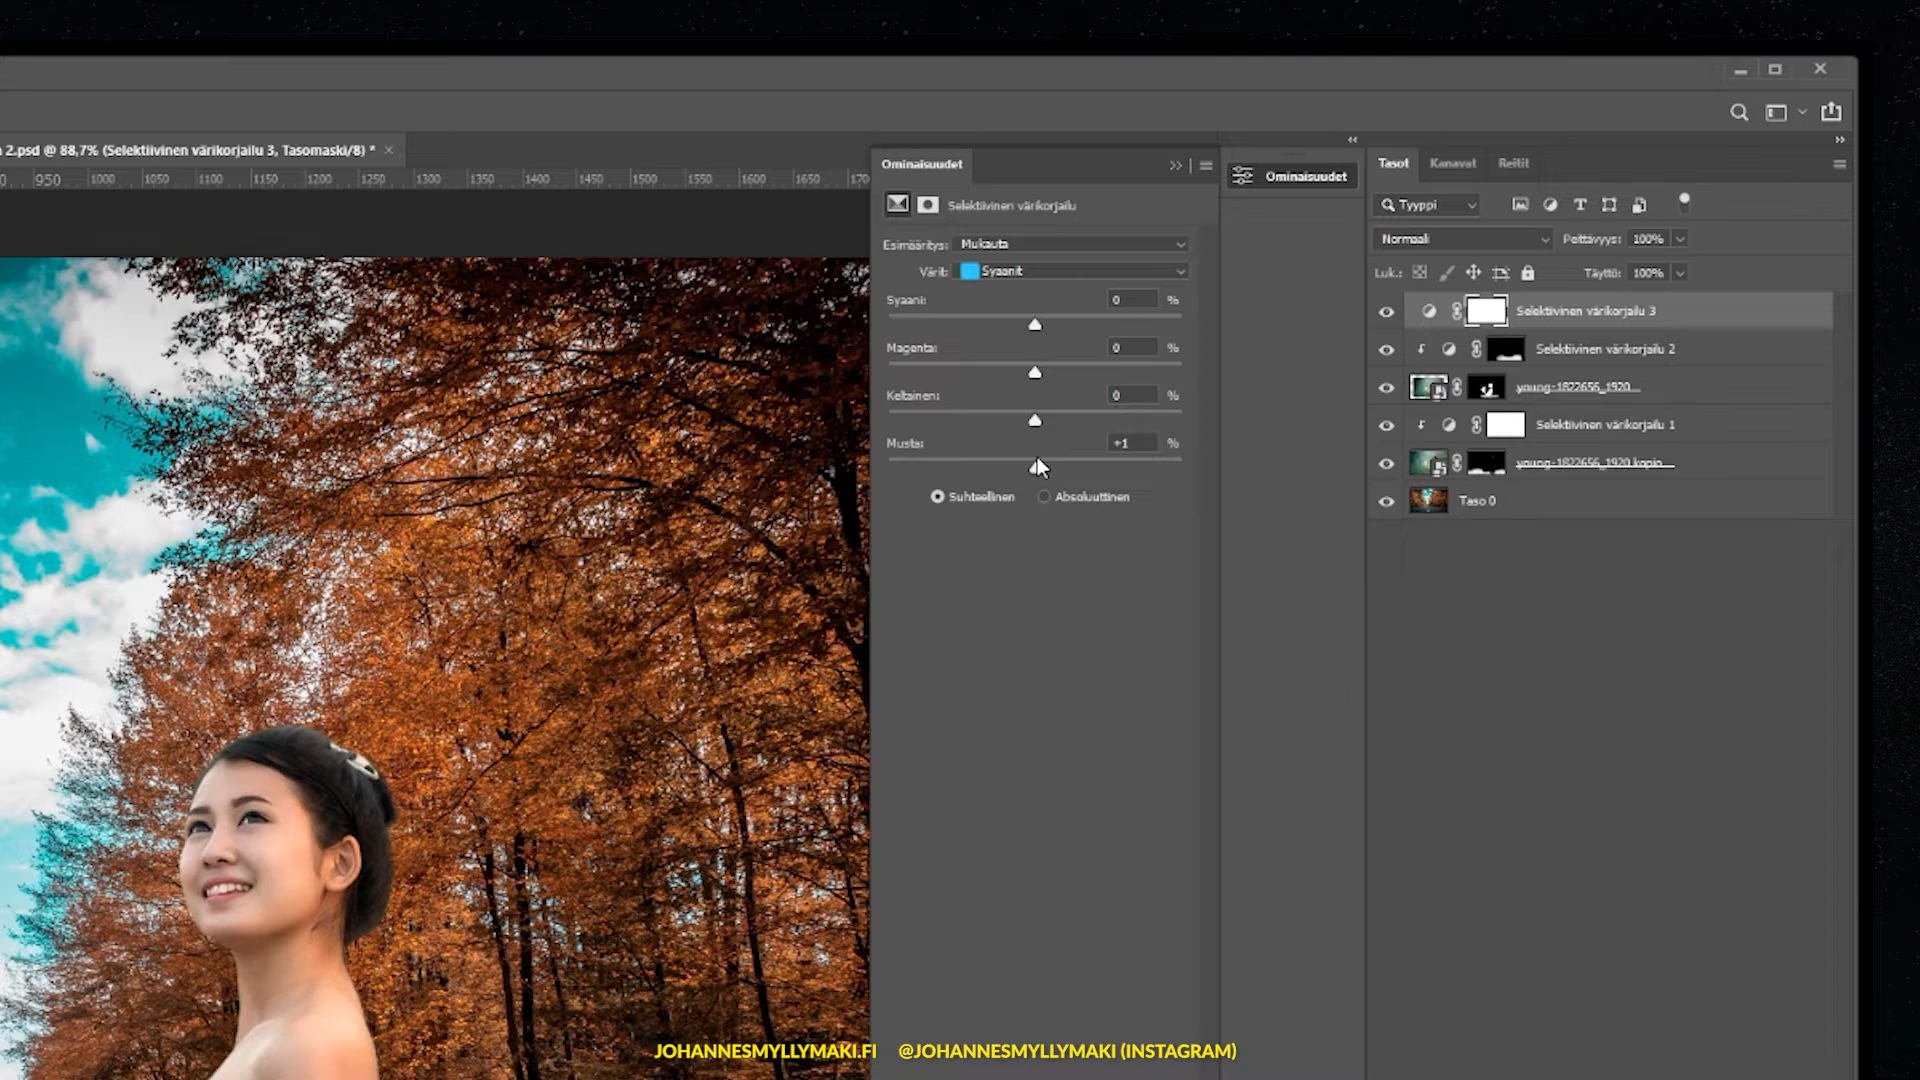 2.psd @ 88,7% (Selektiivinen värikorjailu 3, Tasomaski/8) * ×
950 1000 1050 1100 1150 1200 1250 1300 1350 1400 1450 1500 1550 1600 1650
Ominaisuudet
Selektiivinen värikorjailu
Esimääritys: Mukauta
Värit: Syaanit
Syaani: 0 %
Magenta: 0 %
Keltainen: 0 %
Musta: +1 %
Suhteellinen Absoluuttinen
Ominaisuudet
Tasot Kanavat Reitit
Tyyppi
Normaali Peittävyys: 100%
Luk.: Täyttö: 100%
Selektiivinen värikorjailu 3
Selektiivinen värikorjailu 2
young-1822656_1920...
Selektiivinen värikorjailu 1
young-1822656_1920 kopio...
Taso 0
JOHANNESMYLLYMAKI.FI @JOHANNESMYLLYMAKI (INSTAGRAM)